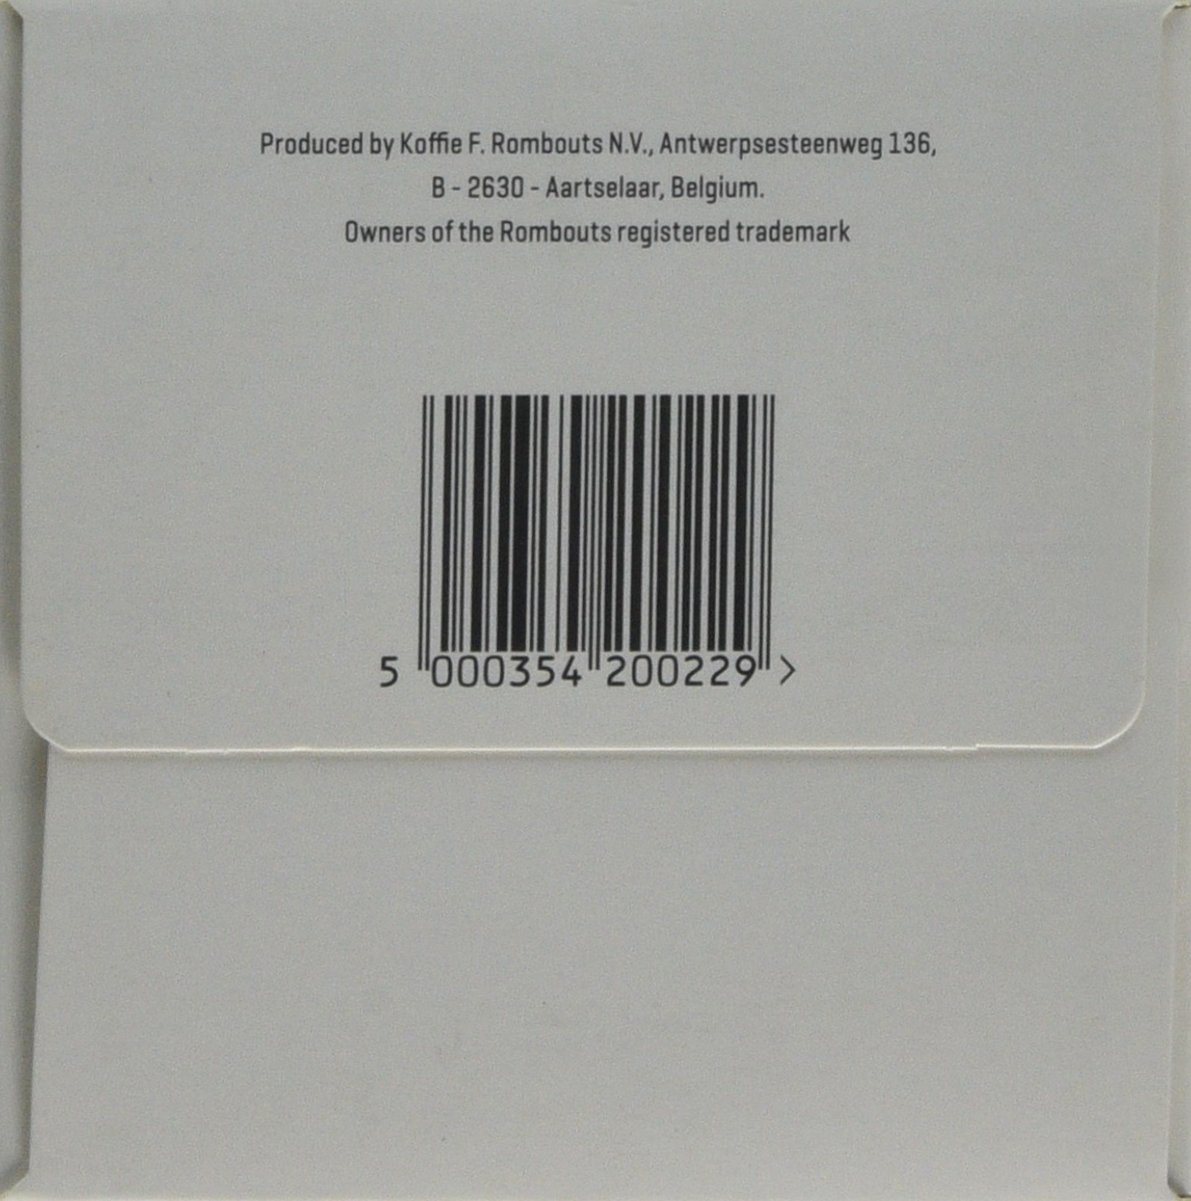 Produced by Koffie F. Rombouts N.V., Antwerpsesteenweg 136,
B - 2630 - Aartselaar, Belgium.
Owners of the Rombouts registered trademark
5 000354 200229 >